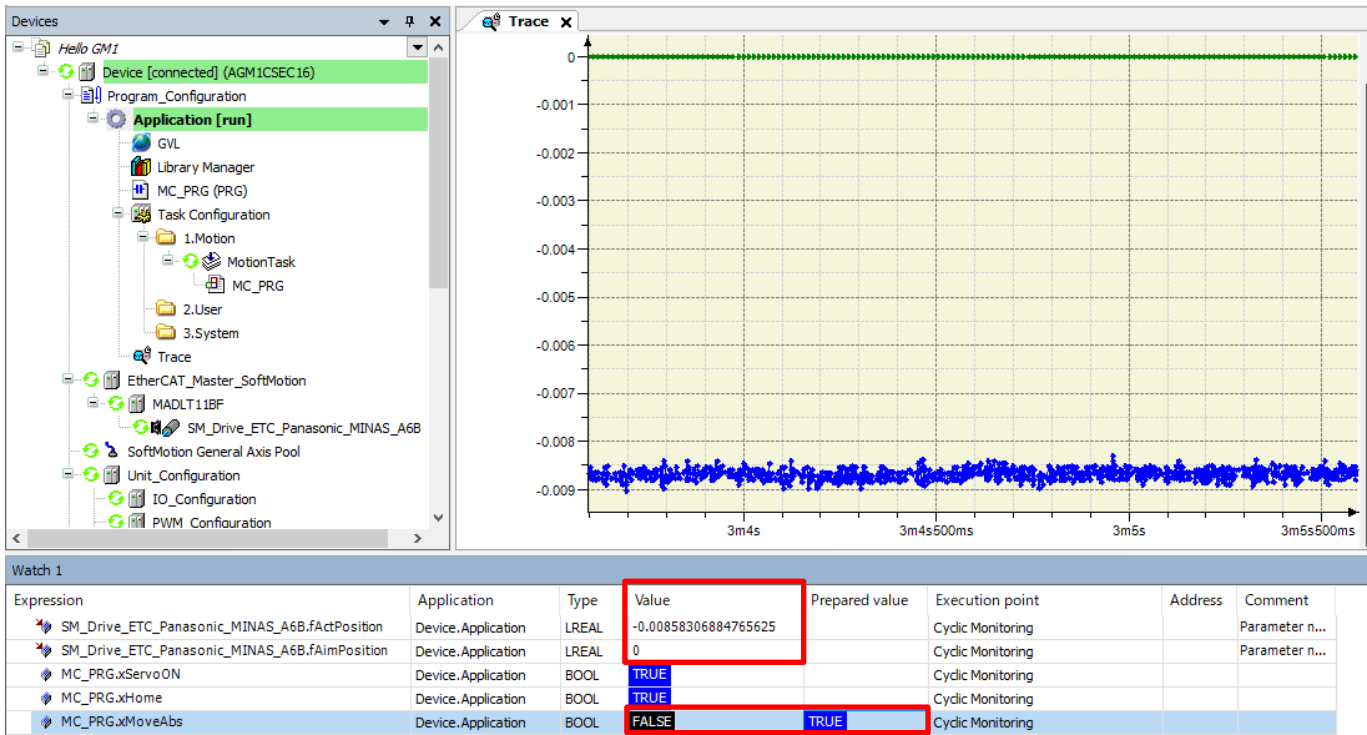 Devices
Hello GM1
Device [connected] (AGM1CSEC16)
Program_Configuration
Application [run]
GVL
Library Manager
MC_PRG (PRG)
Task Configuration
1.Motion
MotionTask
MC_PRG
2.User
3.System
Trace
EtherCAT_Master_SoftMotion
MADLT11BF
SM_Drive_ETC_Panasonic_MINAS_A6B
SoftMotion General Axis Pool
Unit_Configuration
IO_Configuration
PWM_Configuration
Trace X
0
-0.001
-0.002
-0.003
-0.004
-0.005
-0.006
-0.007
-0.008
-0.009
3m4s 3m4s500ms 3m5s 3m5s500ms
Watch 1
Expression Application Type Value Prepared value Execution point Address Comment
SM_Drive_ETC_Panasonic_MINAS_A6B.fActPosition Device.Application LREAL -0.00858306884765625 Cyclic Monitoring Parameter n...
SM_Drive_ETC_Panasonic_MINAS_A6B.fAimPosition Device.Application LREAL 0 Cyclic Monitoring Parameter n...
MC_PRG.xServoON Device.Application BOOL TRUE Cyclic Monitoring
MC_PRG.xHome Device.Application BOOL TRUE Cyclic Monitoring
MC_PRG.xMoveAbs Device.Application BOOL FALSE TRUE Cyclic Monitoring